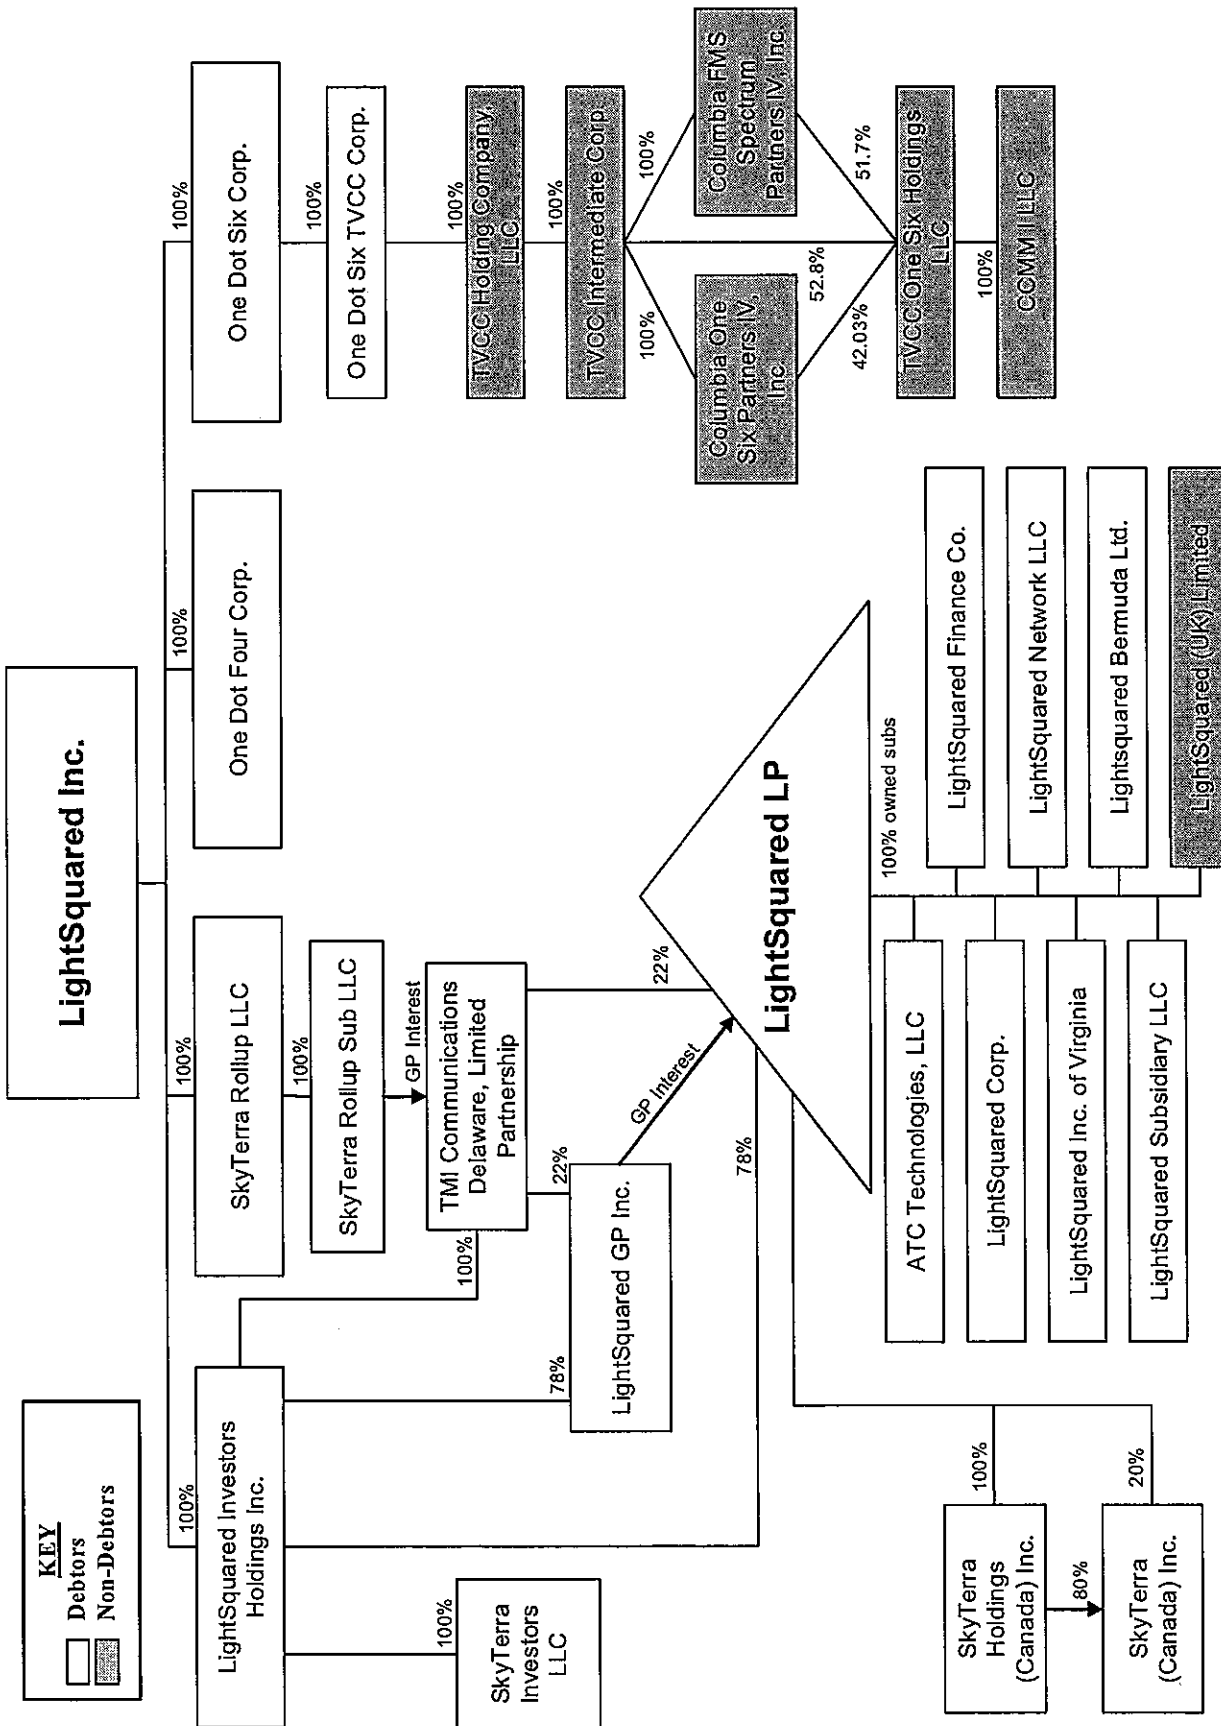 KEY
Debtors
Non-Debtors
LightSquared Inc.
100%
100%
100%
100%
LightSquared Investors
Holdings Inc.
SkyTerra Rollup LLC
One Dot Four Corp.
One Dot Six Corp.
100%
100%
SkyTerra Rollup Sub LLC
One Dot Six TVCC Corp.
GP Interest
100%
TMI Communications
Delaware, Limited
Partnership
TVCC Holding Company,
LLC
100%
100%
TVCC Intermediate Corp.
100%
SkyTerra
Investors
LLC
78%
22%
LightSquared GP Inc.
GP Interest
22%
78%
100%
100%
Columbia One
Six Partners IV,
Inc.
Columbia FMS
Spectrum
Partners IV, Inc.
42.03%
52.8%
51.7%
TVCC One Six Holdings
LLC
100%
COMM I LLC
LightSquared LP
100% owned subs
ATC Technologies, LLC
LightSquared Finance Co.
LightSquared Corp.
LightSquared Network LLC
LightSquared Inc. of Virginia
Lightsquared Bermuda Ltd.
LightSquared Subsidiary LLC
LightSquared (UK) Limited
100%
SkyTerra
Holdings
(Canada) Inc.
80%
20%
SkyTerra
(Canada) Inc.